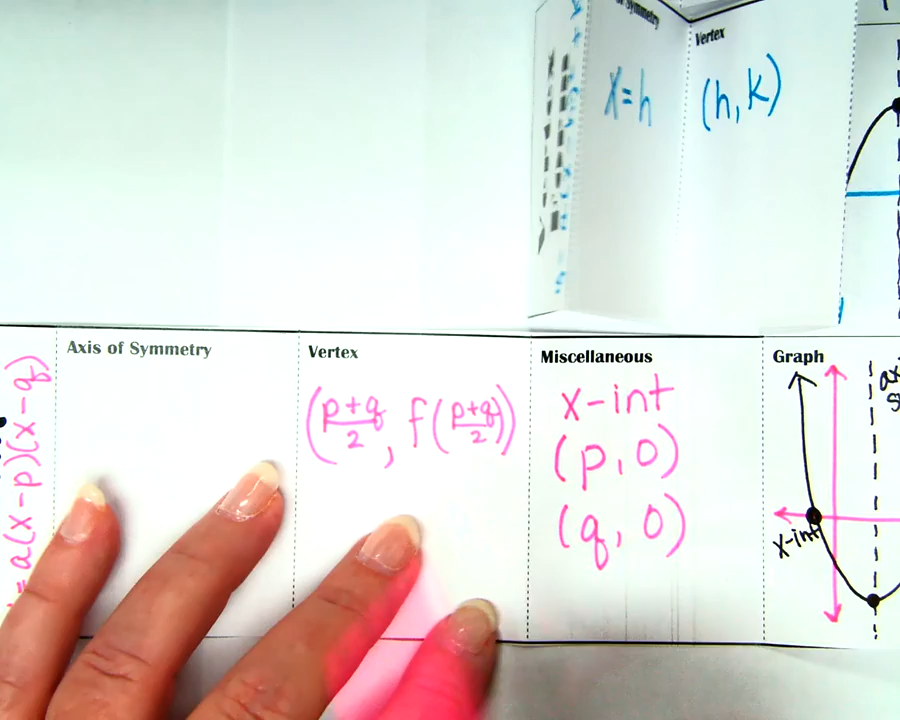 Vertex
x=h
(h,k)
Axis of Symmetry
Vertex
Miscellaneous
Graph
a(x-p)(x-q)
(p+q/2, f(p+q/2))
x-int
(p,0)
(q,0)
x-int